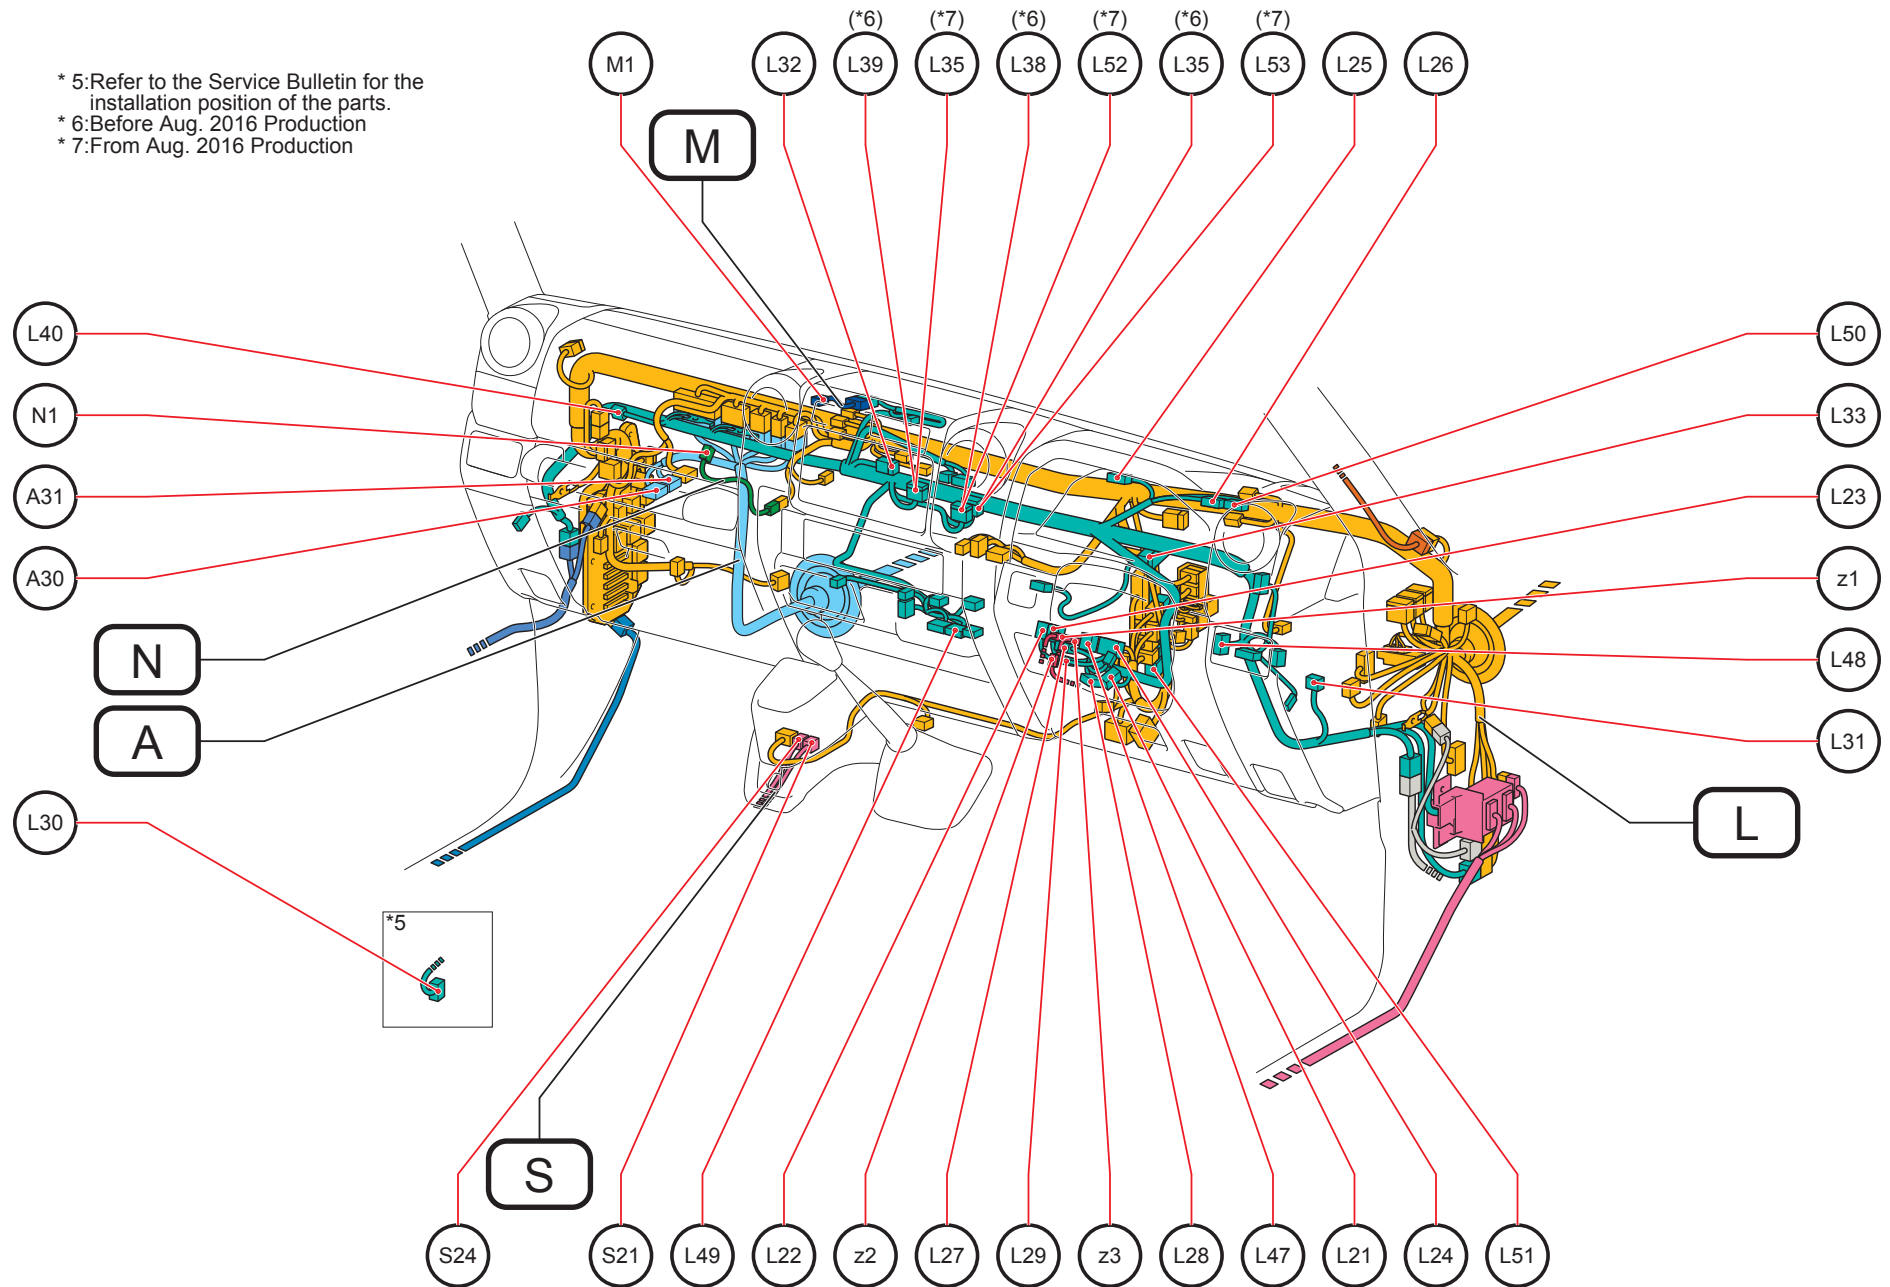 (*6) (*7) (*6) (*7) (*6) (*7)
M1 L32 L39 L35 L38 L52 L35 L53 L25 L26
* 5:Refer to the Service Bulletin for the
installation position of the parts.
* 6:Before Aug. 2016 Production
* 7:From Aug. 2016 Production
M
L40
L50
N1
L33
A31
L23
A30
z1
N
L48
A
L31
L30
L
*5
S
S24 S21 L49 L22 z2 L27 L29 z3 L28 L47 L21 L24 L51